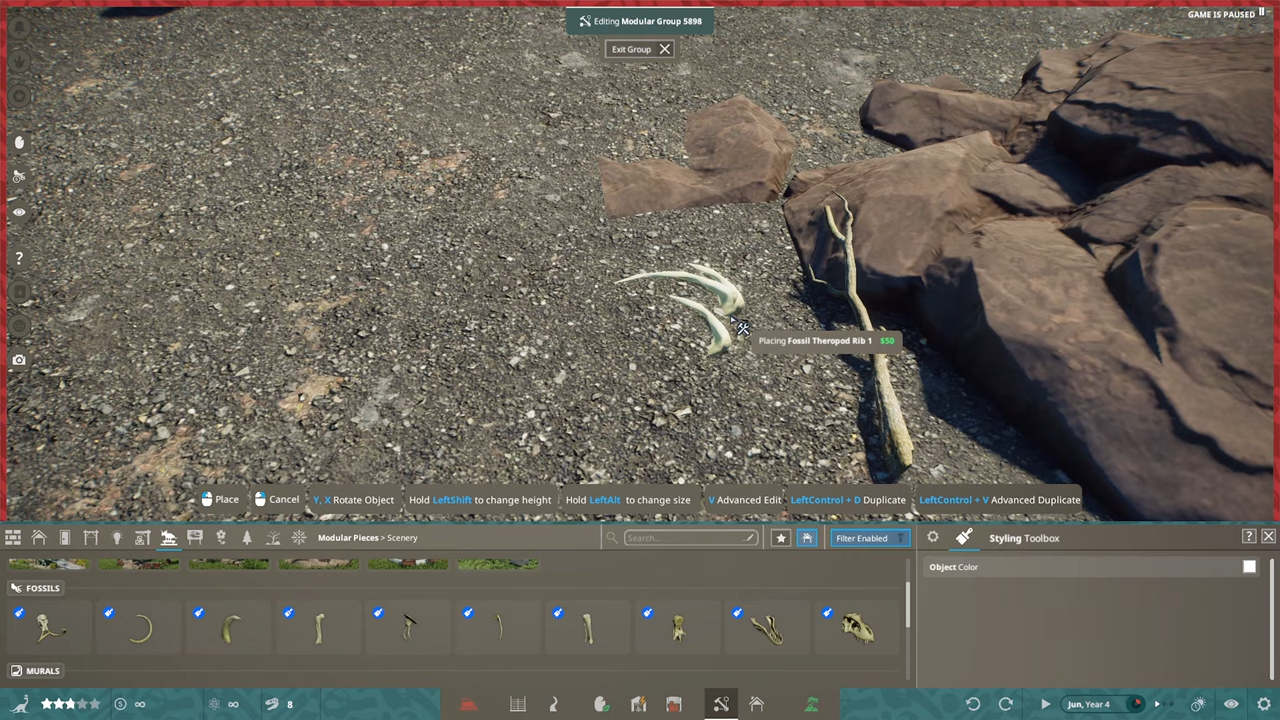 Editing Modular Group 5898
GAME IS PAUSED
Exit Group
?
Placing Fossil Theropod Rib 1 $50
Place
Cancel
Y, X Rotate Object
Hold LeftShift to change height
Hold LeftAlt to change size
V Advanced Edit
LeftControl + D Duplicate
LeftControl + V Advanced Duplicate
Modular Pieces > Scenery
Search...
Filter Enabled
Styling Toolbox
?
Object Color
FOSSILS
MURALS
∞
∞
8
Jun, Year 4